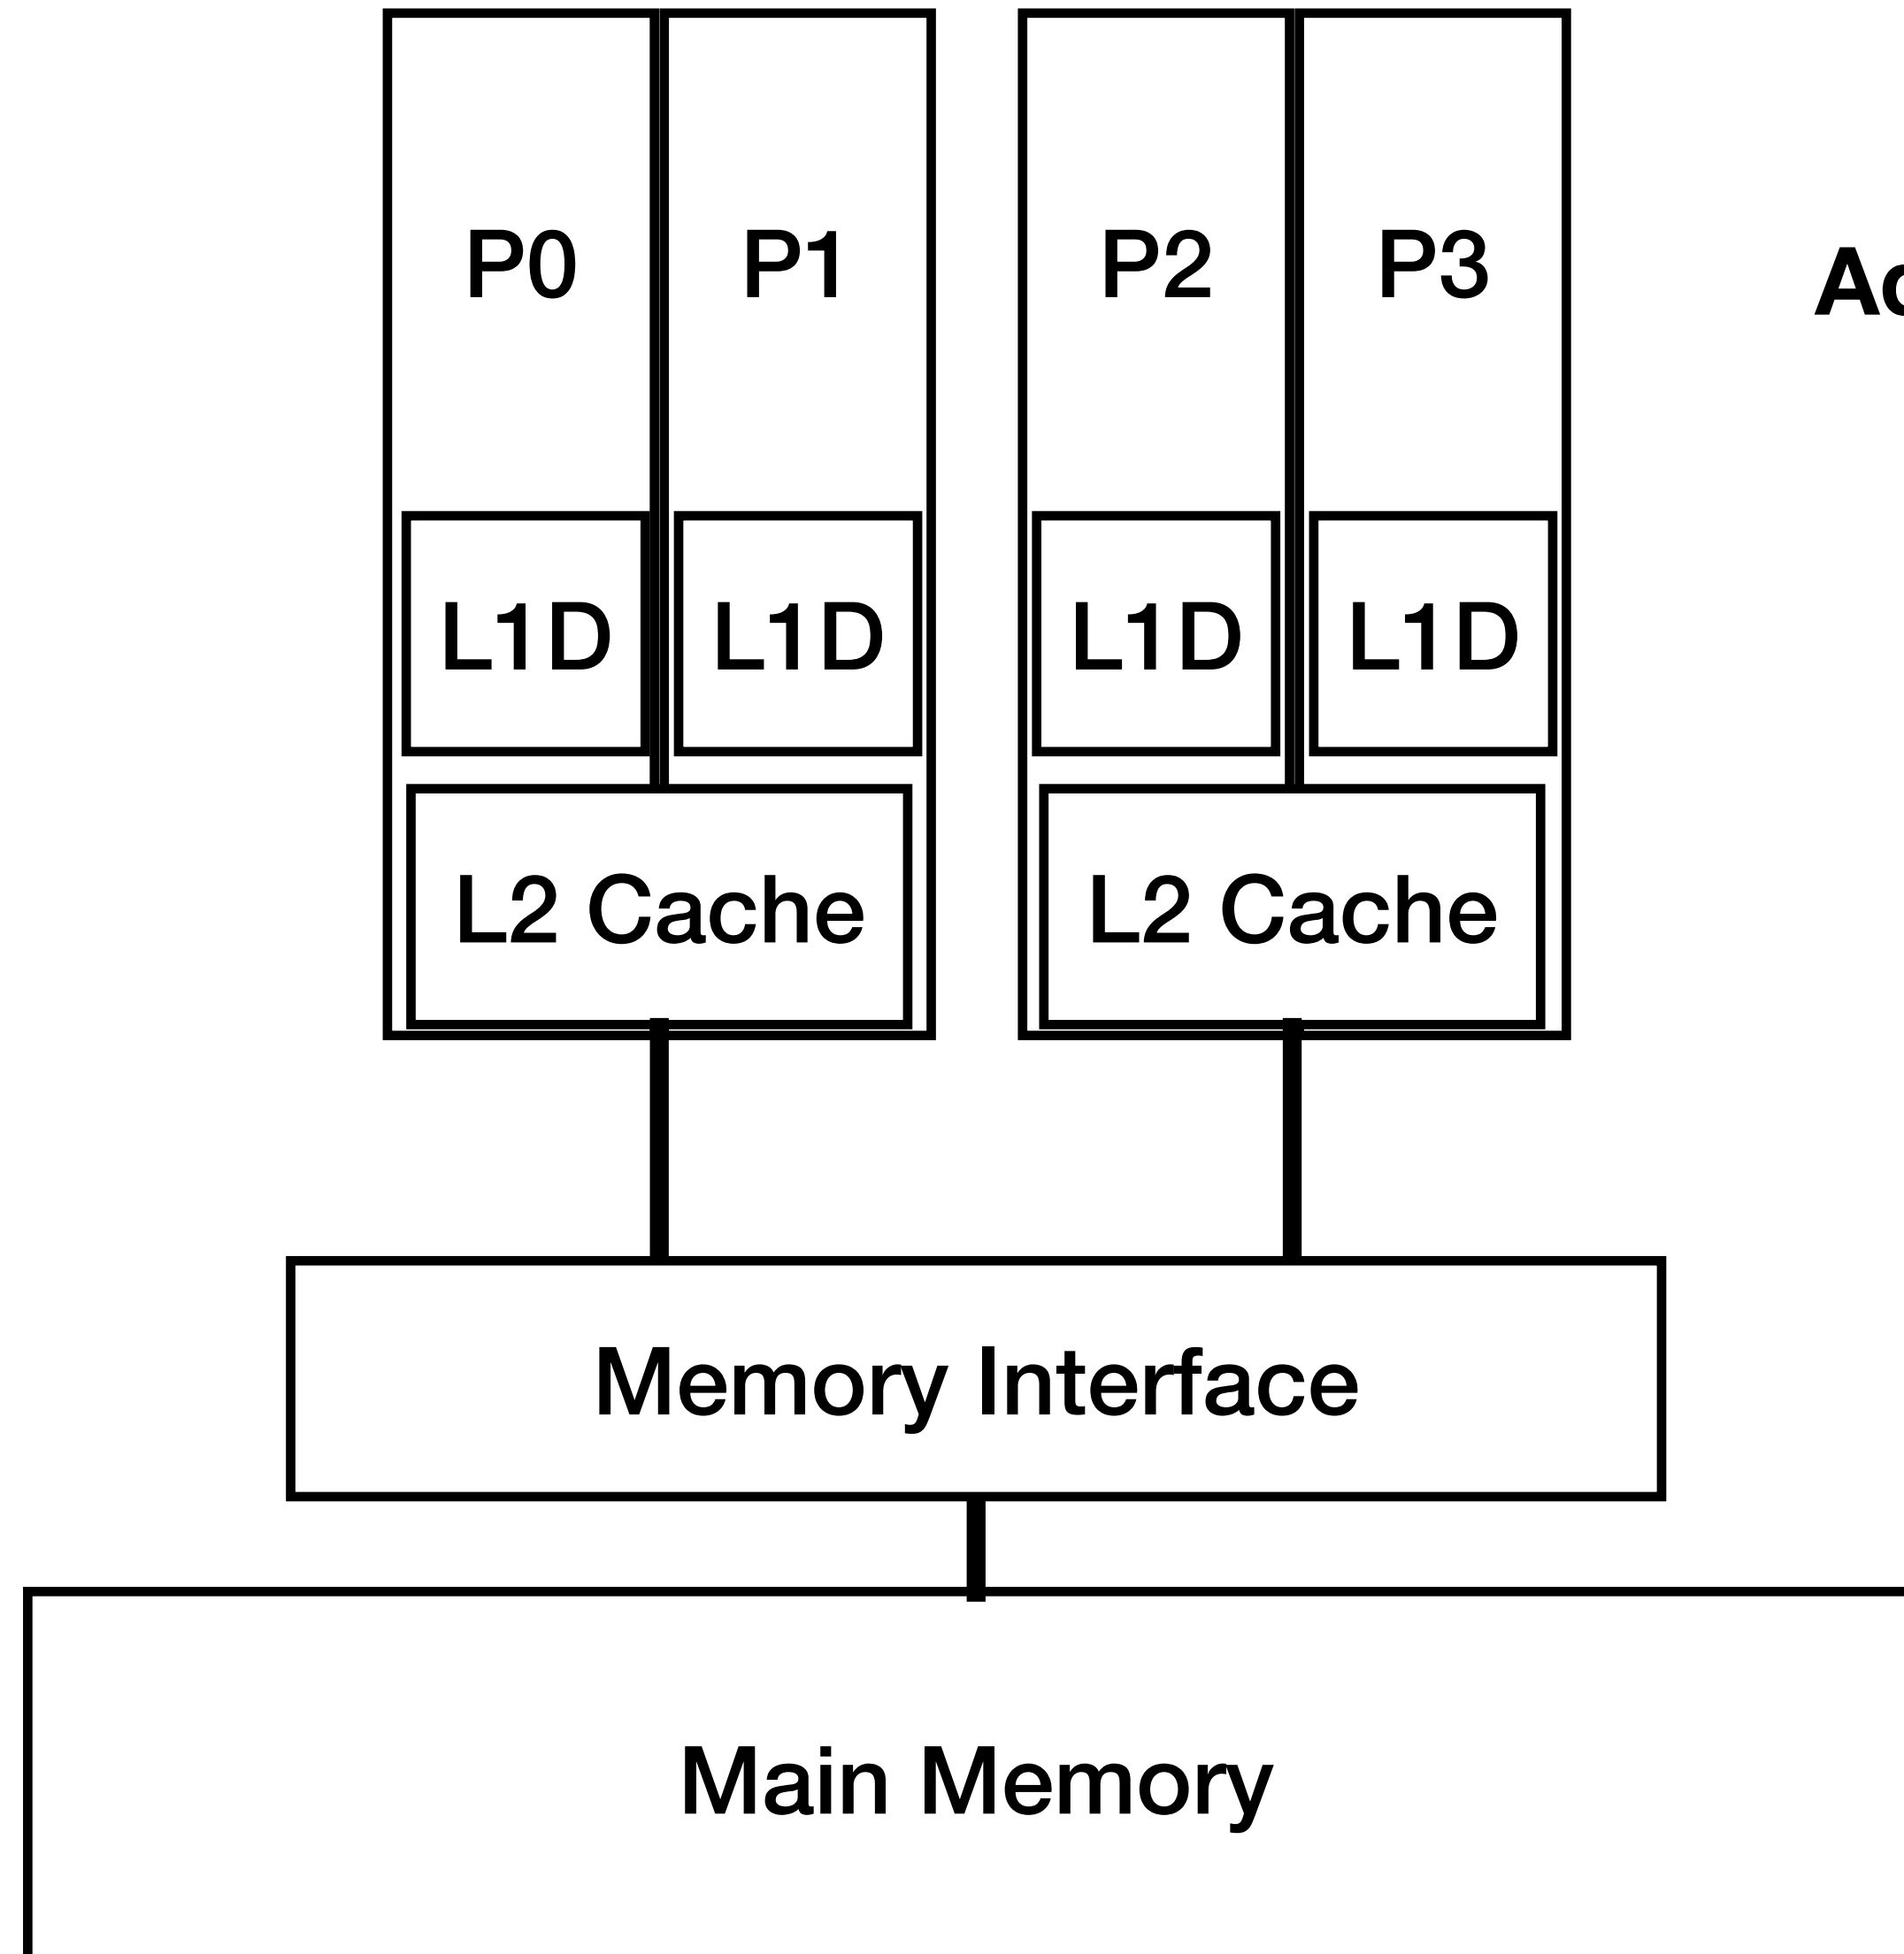 P0 P1 P2 P3
L1D L1D L1D L1D
L2 Cache L2 Cache
Memory Interface
Main Memory